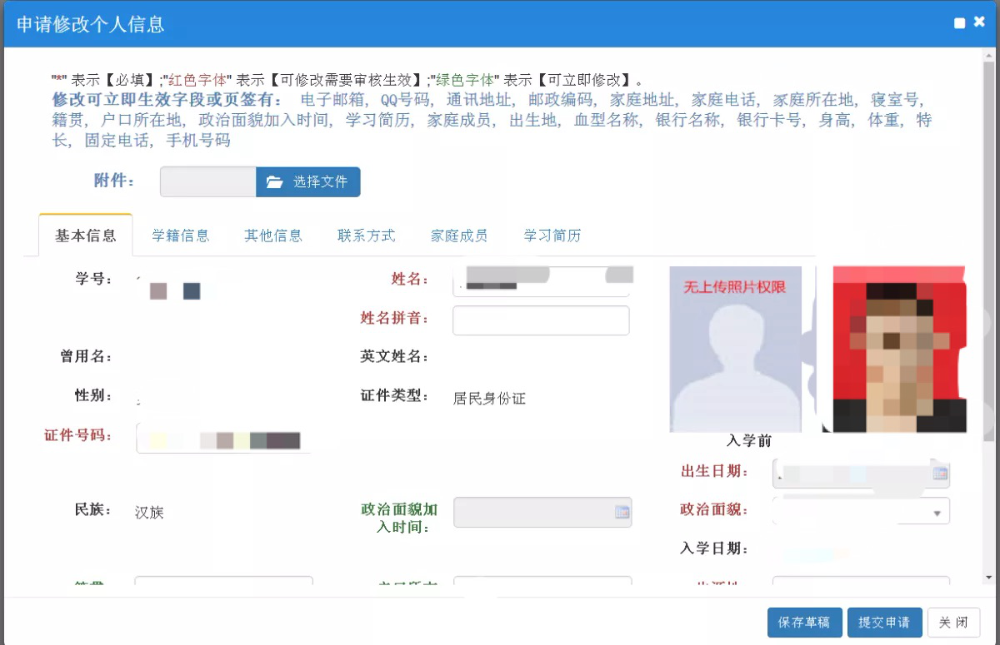 申请修改个人信息
"*" 表示【必填】;"红色字体" 表示【可修改需要审核生效】;"绿色字体" 表示【可立即修改】。
修改可立即生效字段或页签有： 电子邮箱, QQ号码, 通讯地址, 邮政编码, 家庭地址, 家庭电话, 家庭所在地, 寝室号,
籍贯, 户口所在地, 政治面貌加入时间, 学习简历, 家庭成员, 出生地, 血型名称, 银行名称, 银行卡号, 身高, 体重, 特
长, 固定电话, 手机号码
附件： 选择文件
基本信息 学籍信息 其他信息 联系方式 家庭成员 学习简历
学号： 姓名： 无上传照片权限
姓名拼音：
曾用名： 英文姓名：
性别： 证件类型： 居民身份证
证件号码： 入学前
出生日期：
民族： 汉族 政治面貌加 政治面貌：
入时间：
入学日期：
保存草稿 提交申请 关 闭